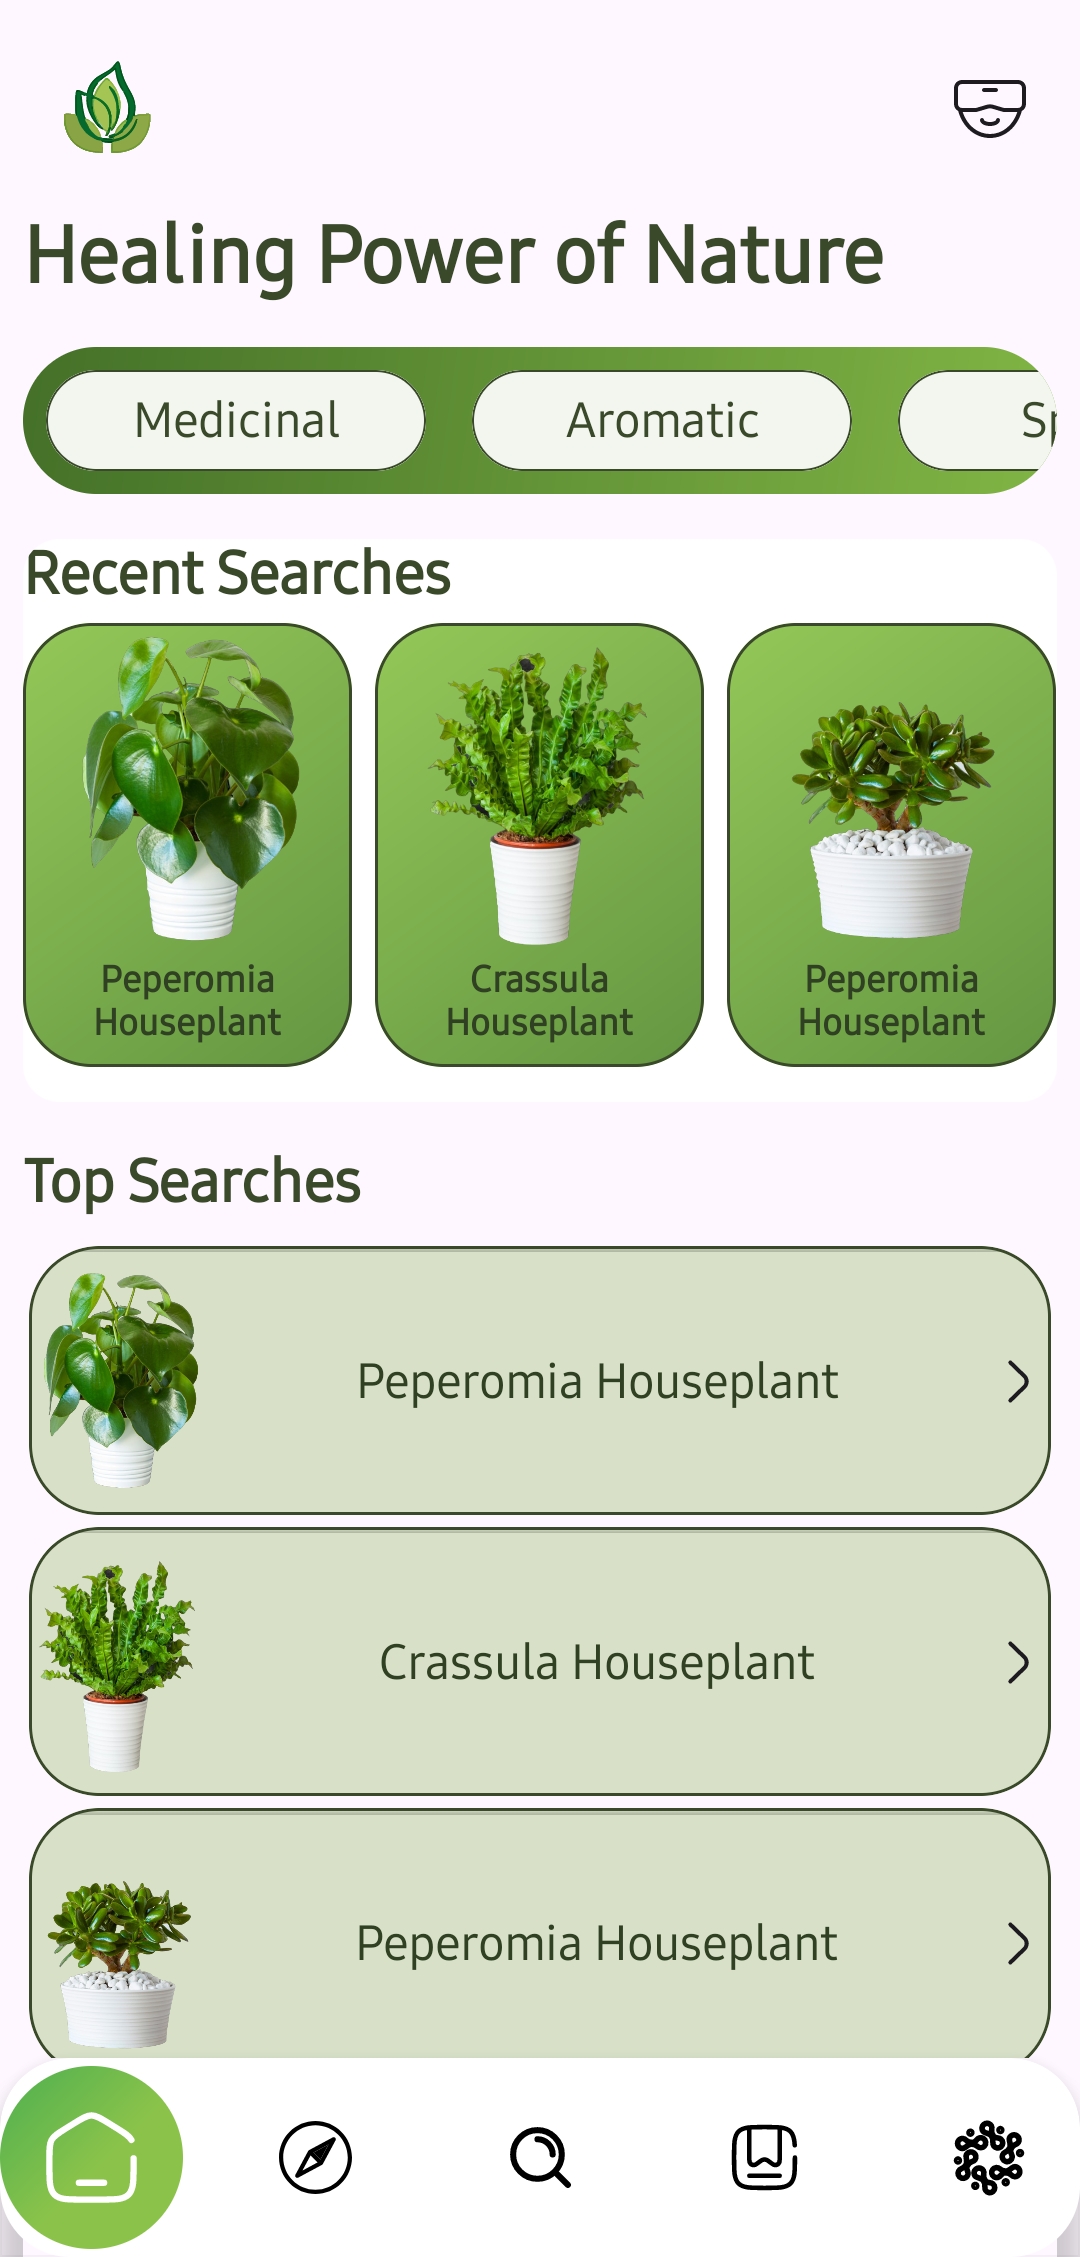 Healing Power of Nature
Medicinal
Aromatic
Sp
Recent Searches
Peperomia
Houseplant
Crassula
Houseplant
Peperomia
Houseplant
Top Searches
Peperomia Houseplant
Crassula Houseplant
Peperomia Houseplant